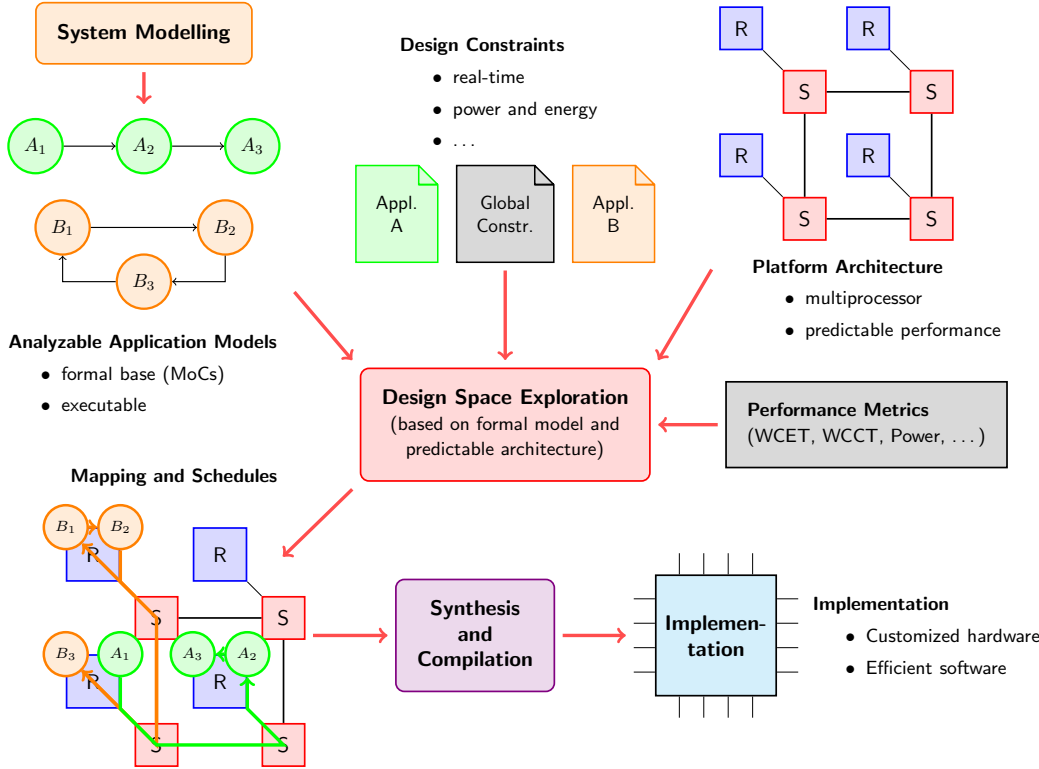 System Modelling
A₁
A₂
A₃
B₁
B₂
B₃
Analyzable Application Models
• formal base (MoCs)
• executable
Design Constraints
• real-time
• power and energy
• ...
Appl.
A
Global
Constr.
Appl.
B
R
R
S
S
R
R
S
S
Platform Architecture
• multiprocessor
• predictable performance
Design Space Exploration
(based on formal model and
predictable architecture)
Performance Metrics
(WCET, WCCT, Power, ...)
Mapping and Schedules
B₁
B₂
R
R
S
S
B₃
A₁
A₃
A₂
R
R
S
S
Synthesis
and
Compilation
Implemen-
tation
Implementation
• Customized hardware
• Efficient software